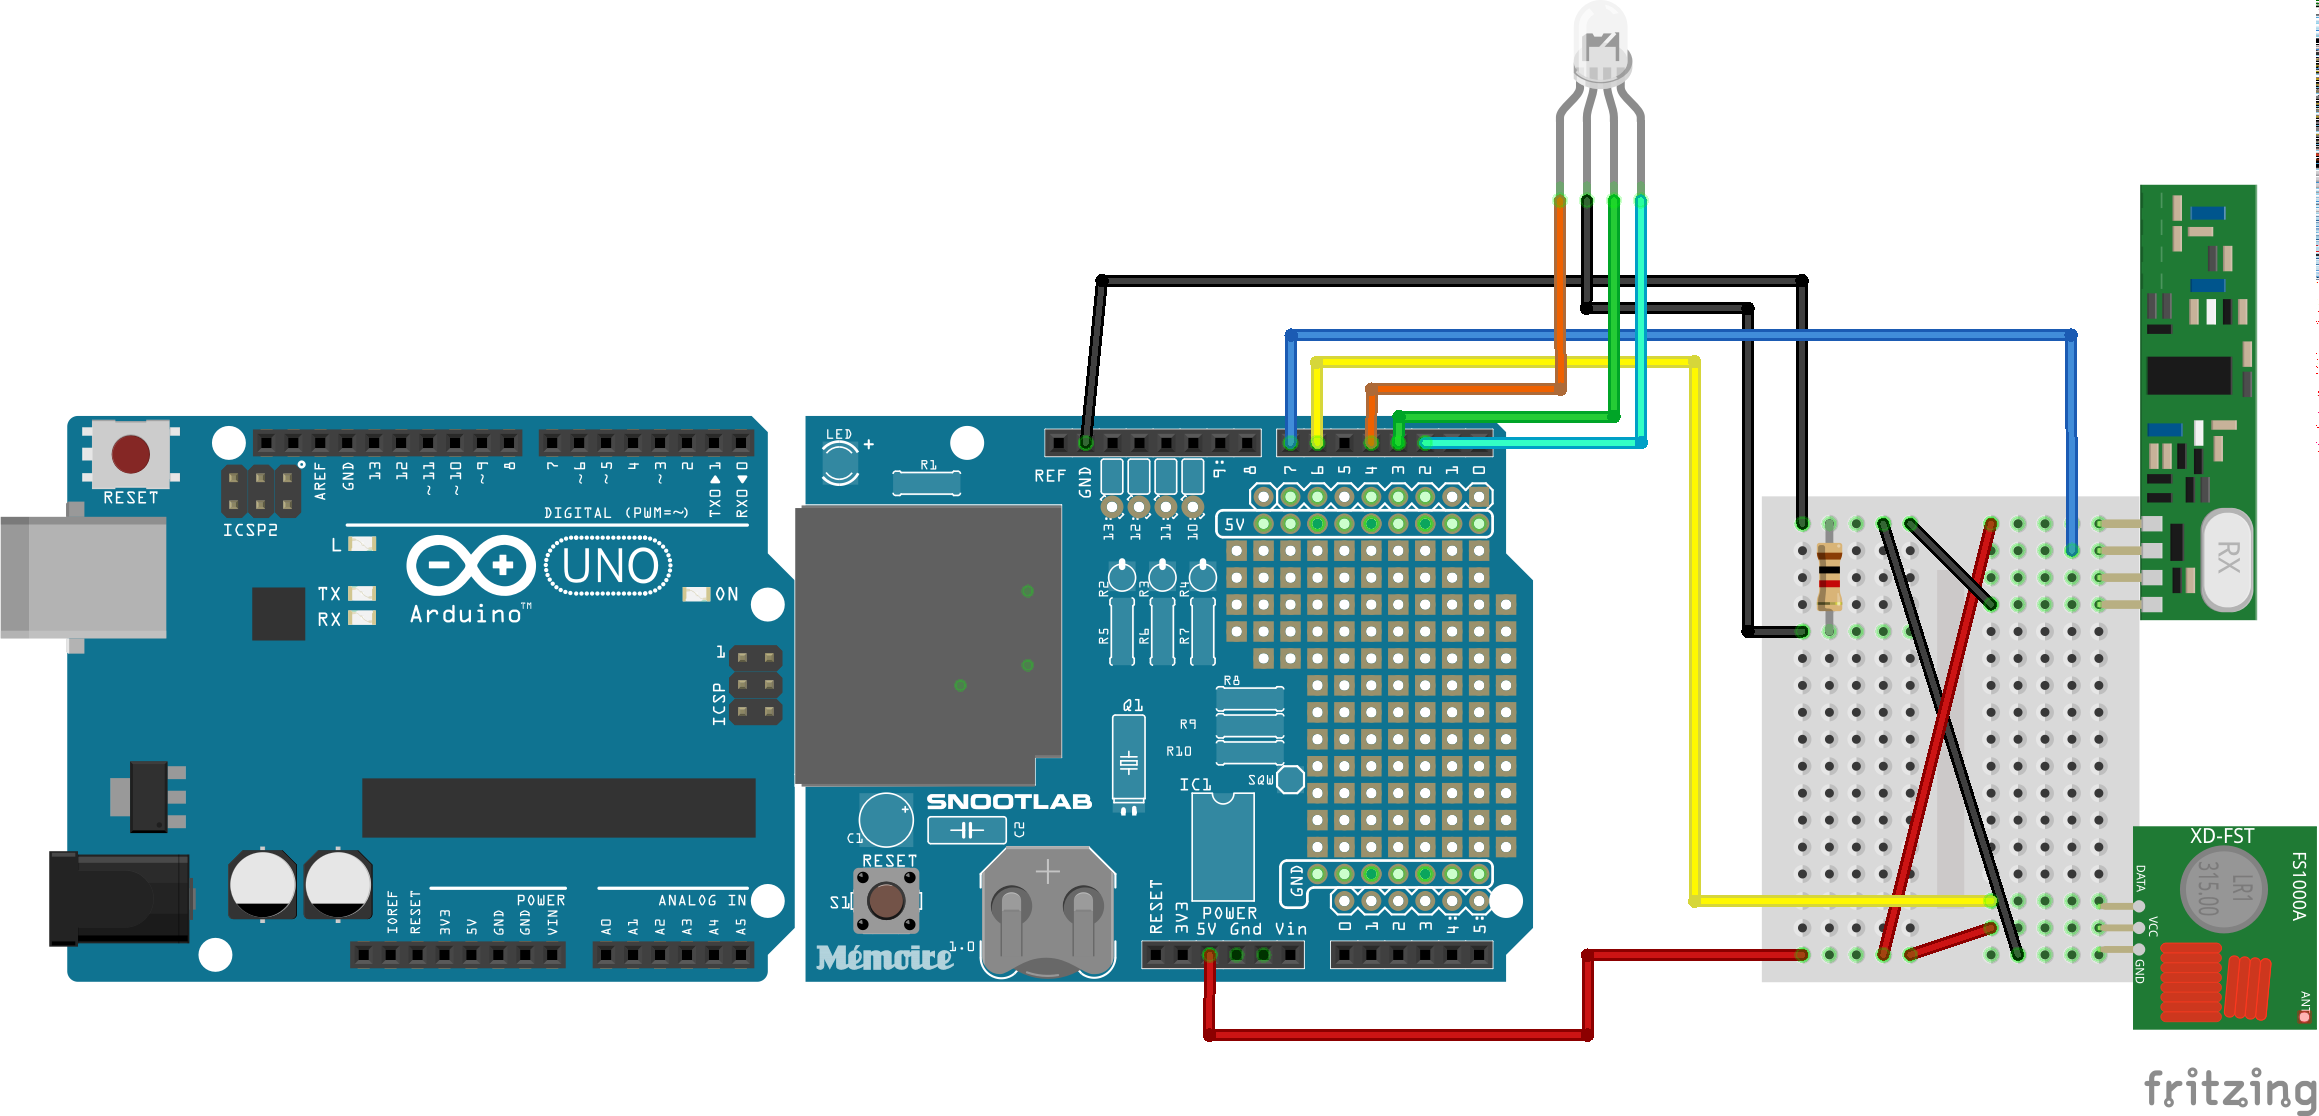 RESET
ICSP2
AREF
GND
13
12
~11
~10
~9
8
7
~6
~5
4
~3
2
TX0▶1
RX0◀0
DIGITAL (PWM=~)
L
TX
RX
UNO
Arduino™
ON
1
ICSP
IOREF
RESET
3V3
5V
GND
GND
VIN
POWER
ANALOG IN
A0
A1
A2
A3
A4
A5
LED
+
R1
REF
GND
13
12
11
10
9
8
7
6
5
4
3
2
1
0
5V
R2
R3
R4
R5
R6
R7
R8
R9
R10
Q1
SQW
IC1
SNOOTLAB
C1
+
C2
RESET
S1
Mémoire
1.0
+
GND
RESET
3V3
POWER
5V Gnd Vin
0
1
2
3
4
5
RX
XD-FST
FS1000A
LR1
315.00
DATA
VCC
GND
ANT
fritzing